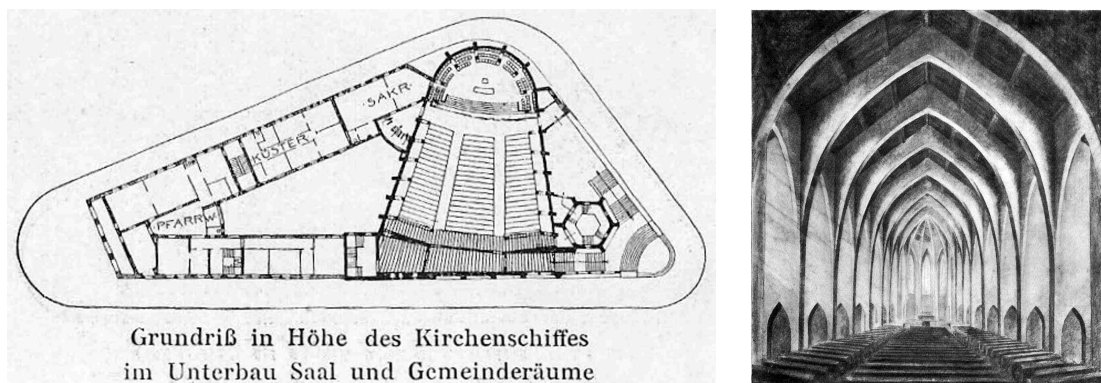 SAKR.
KÜSTER
PFARRW.
Grundriß in Höhe des Kirchenschiffes
im Unterbau Saal und Gemeinderäume